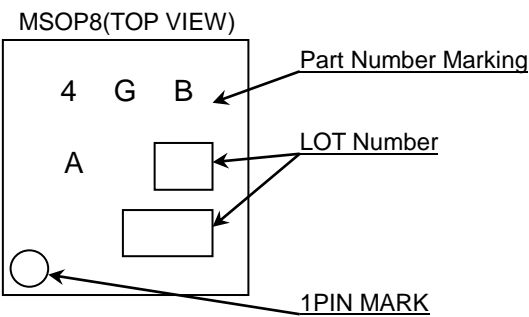 MSOP8(TOP VIEW)
Part Number Marking
4 G B
LOT Number
A
1PIN MARK